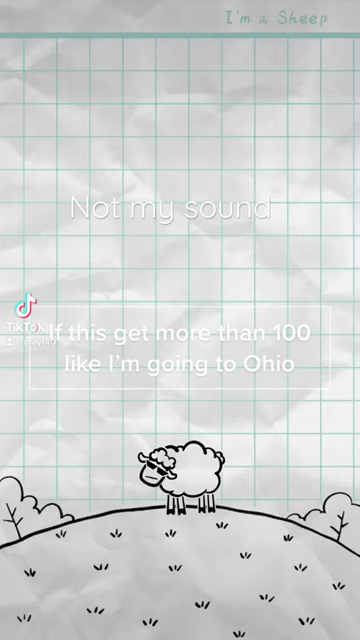 I'm a Sheep
Not my sound
TikTok
If this get more than 100
like I'm going to Ohio